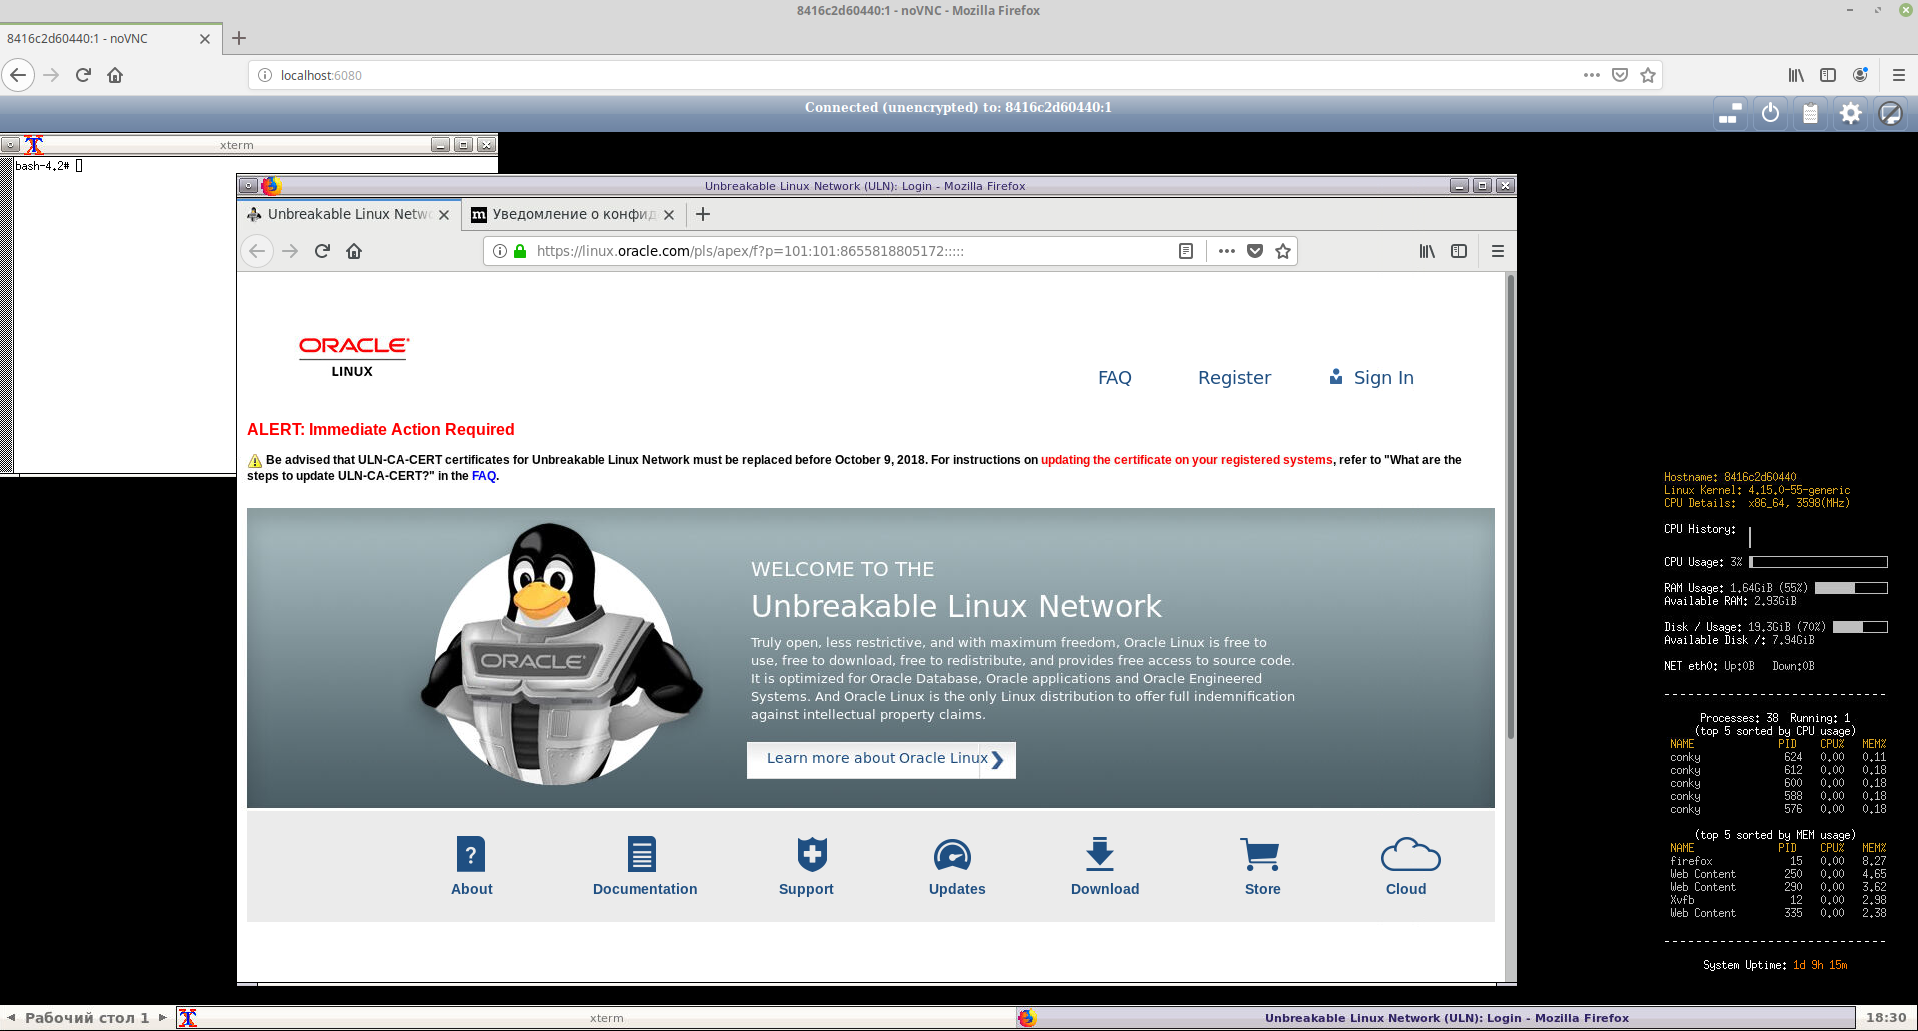 8416c2d60440:1 - noVNC - Mozilla Firefox
8416c2d60440:1 - noVNC
localhost:6080
Connected (unencrypted) to: 8416c2d60440:1
xterm
bash-4.2#
Unbreakable Linux Network (ULN): Login - Mozilla Firefox
Unbreakable Linux Netw
Уведомление о конфид
https://linux.oracle.com/pls/apex/f?p=101:101:8655818805172:::::
ORACLE
LINUX
FAQ Register Sign In
ALERT: Immediate Action Required
Be advised that ULN-CA-CERT certificates for Unbreakable Linux Network must be replaced before October 9, 2018. For instructions on updating the certificate on your registered systems, refer to "What are the
steps to update ULN-CA-CERT?" in the FAQ.
WELCOME TO THE
Unbreakable Linux Network
Truly open, less restrictive, and with maximum freedom, Oracle Linux is free to
use, free to download, free to redistribute, and provides free access to source code.
It is optimized for Oracle Database, Oracle applications and Oracle Engineered
Systems. And Oracle Linux is the only Linux distribution to offer full indemnification
against intellectual property claims.
ORACLE
Learn more about Oracle Linux
About Documentation Support Updates Download Store Cloud
Hostname: 8416c2d60440
Linux Kernel: 4.15.0-55-generic
CPU Details: x86_64, 3598(MHz)
CPU History:
CPU Usage: 3%
RAM Usage: 1.64GiB (55%)
Available RAM: 2.93GiB
Disk / Usage: 19.3GiB (70%)
Available Disk /: 7.94GiB
NET eth0: Up:0B Down:0B
------------------------------
Processes: 38 Running: 1
(top 5 sorted by CPU usage)
NAME PID CPU% MEM%
conky 624 0.00 0.11
conky 612 0.00 0.18
conky 600 0.00 0.18
conky 588 0.00 0.18
conky 576 0.00 0.18
(top 5 sorted by MEM usage)
NAME PID CPU% MEM%
firefox 15 0.00 8.27
Web Content 250 0.00 4.65
Web Content 290 0.00 3.62
Xvfb 12 0.00 2.98
Web Content 335 0.00 2.38
------------------------------
System Uptime: 1d 9h 15m
Рабочий стол 1
xterm
Unbreakable Linux Network (ULN): Login - Mozilla Firefox
18:30